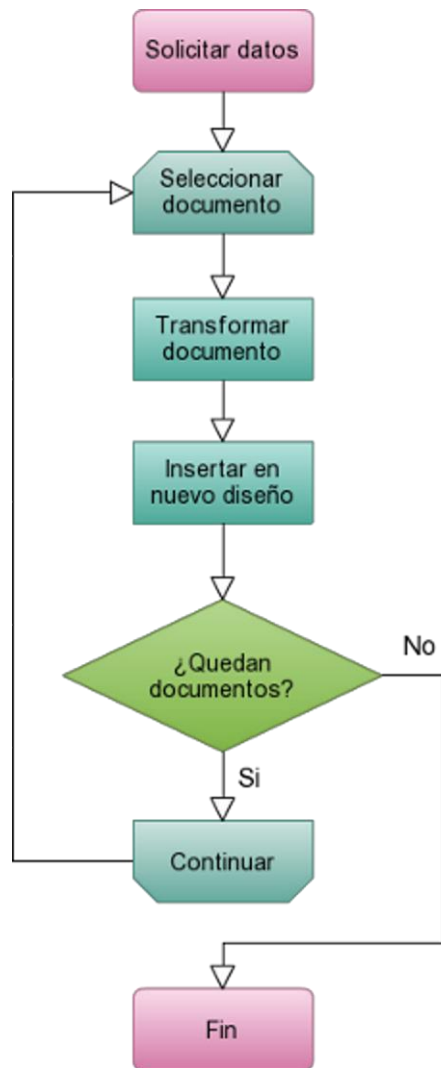 Solicitar datos
Seleccionar
documento
Transformar
documento
Insertar en
nuevo diseño
¿Quedan
documentos?
No
Si
Continuar
Fin